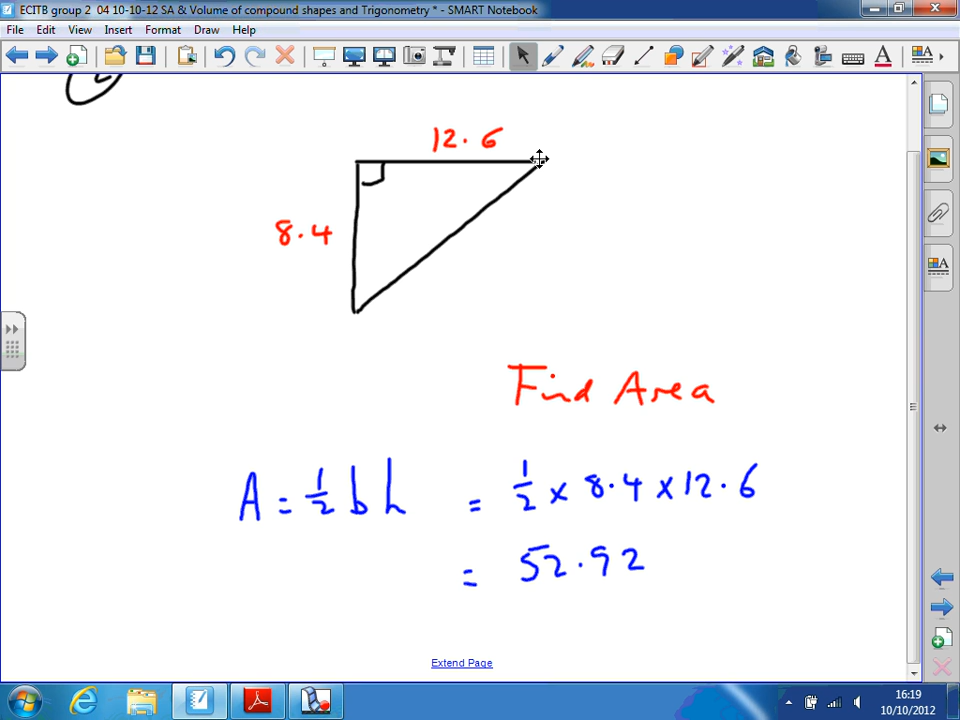 ECITB group 2  04 10-10-12 SA & Volume of compound shapes and Trigonometry * - SMART Notebook
File Edit View Insert Format Draw Help
12.6
8.4
Find Area
A = 1/2 b h = 1/2 x 8.4 x 12.6
= 52.92
Extend Page
16:19
10/10/2012